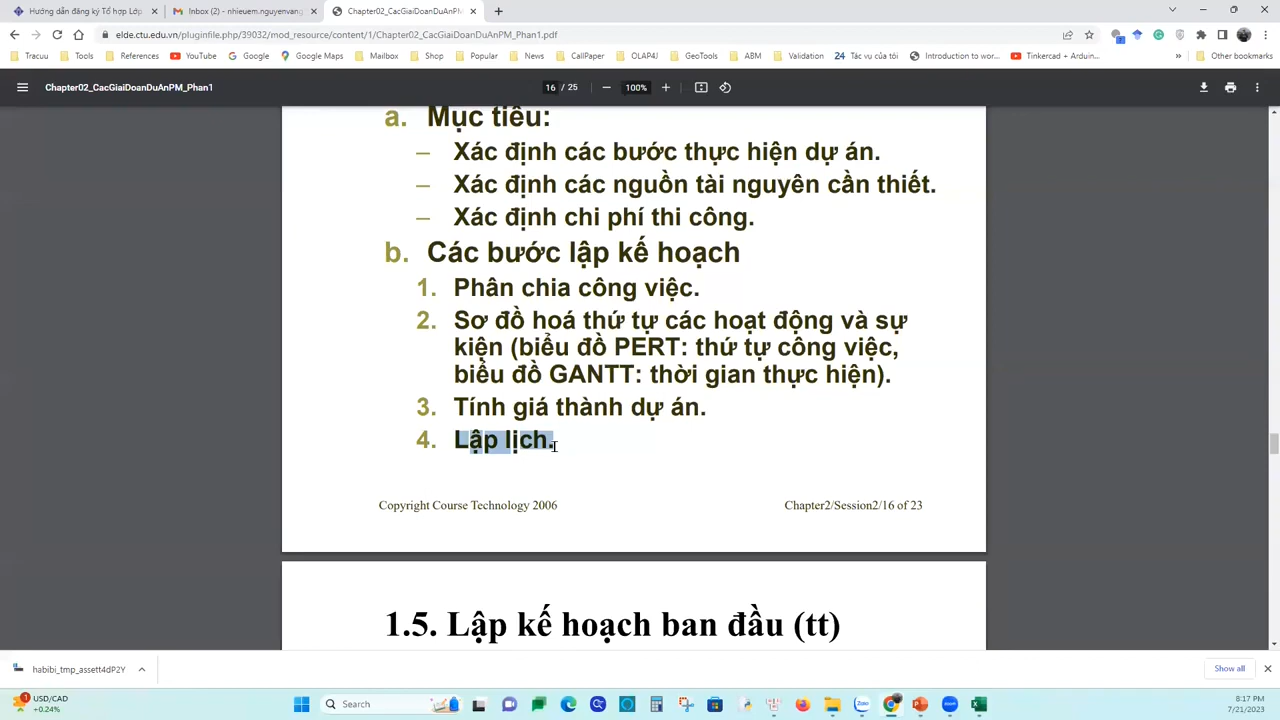 Hướng dẫn đăng ký Tổ hợp Lớp
Inbox (2) - nhieuem.nguyenvang
Chapter02_CacGiaiDoanDuAnPM_P
elde.ctu.edu.vn/pluginfile.php/39032/mod_resource/content/1/Chapter02_CacGiaiDoanDuAnPM_Phan1.pdf
Tracuu Tools References YouTube Google Google Maps Mailbox Shop Popular News CallPaper OLAP4J GeoTools ABM Validation 24 Tác vụ của tôi Introduction to wor... Tinkercad + Arduin... » Other bookmarks
Chapter02_CacGiaiDoanDuAnPM_Phan1 16 / 25 100%
a. Mục tiêu:
– Xác định các bước thực hiện dự án.
– Xác định các nguồn tài nguyên cần thiết.
– Xác định chi phí thi công.
b. Các bước lập kế hoạch
1. Phân chia công việc.
2. Sơ đồ hoá thứ tự các hoạt động và sự
kiện (biểu đồ PERT: thứ tự công việc,
biểu đồ GANTT: thời gian thực hiện).
3. Tính giá thành dự án.
4. Lập lịch.
Copyright Course Technology 2006 Chapter2/Session2/16 of 23
1.5. Lập kế hoạch ban đầu (tt)
habibi_tmp_assett4dP2Y Show all
USD/CAD
+0.24%
Search
8:17 PM
7/21/2023